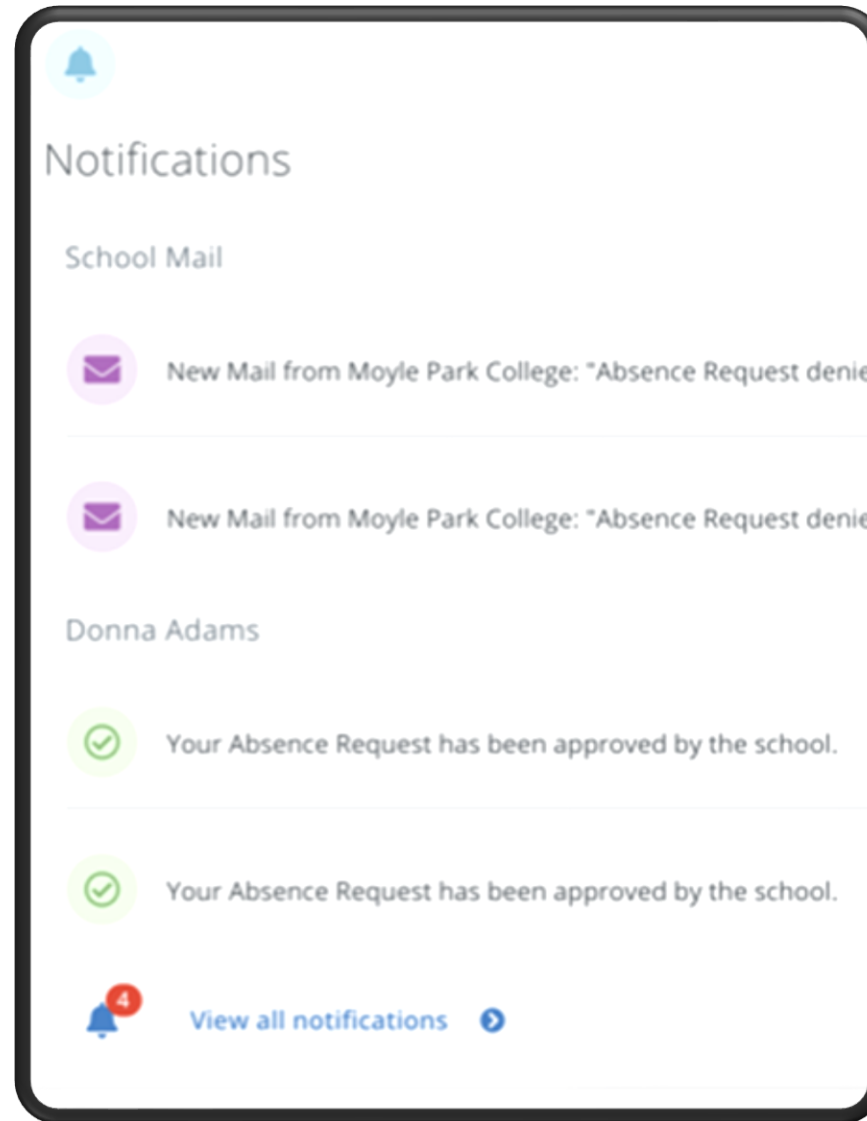 Notifications
School Mail
New Mail from Moyle Park College: "Absence Request denie
New Mail from Moyle Park College: "Absence Request denie
Donna Adams
Your Absence Request has been approved by the school.
Your Absence Request has been approved by the school.
4
View all notifications